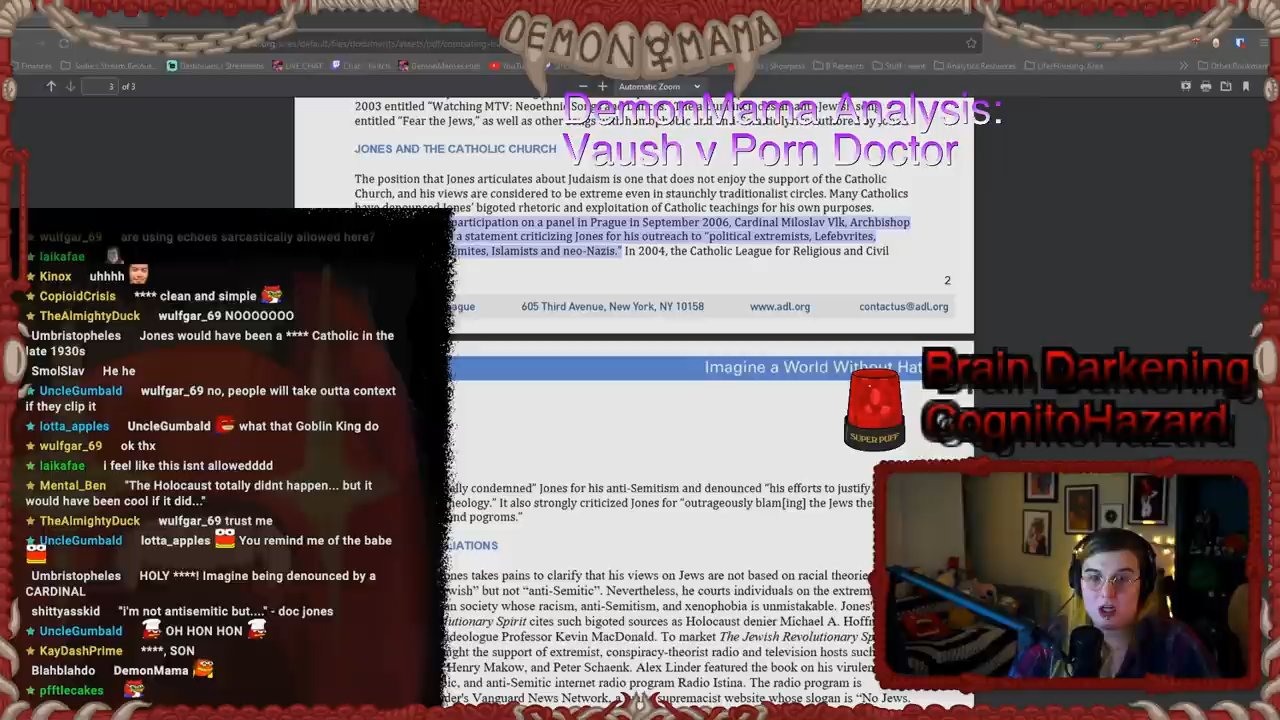 DEMON MAMA
Automatic Zoom
3 of 3
DemonMama Analysis:
Vaush v Porn Doctor
2003 entitled "Watching MTV:
entitled "Fear the Jews," as well as other
JONES AND THE CATHOLIC CHURCH
The position that Jones articulates about Judaism is one that does not enjoy the support of the Catholic
Church, and his views are considered to be extreme even in staunchly traditionalist circles. Many Catholics
have denounced Jones' bigoted rhetoric and exploitation of Catholic teachings for his own purposes.
participation on a panel in Prague in September 2006, Cardinal Miloslav Vlk, Archbishop
a statement criticizing Jones for his outreach to "political extremists, Lefebvrites,
emites, Islamists and neo-Nazis." In 2004, the Catholic League for Religious and Civil
2
ague 605 Third Avenue, New York, NY 10158 www.adl.org contactus@adl.org
Imagine a World Without Hat
Brain Darkening
CognitoHazard
SUPER PUFF
ally condemned" Jones for his anti-Semitism and denounced "his efforts to justify
heology." It also strongly criticized Jones for "outrageously blam[ing] the Jews the
nd pogroms."
LIATIONS
ones takes pains to clarify that his views on Jews are not based on racial theorie
wish" but not "anti-Semitic". Nevertheless, he courts individuals on the extrem
n society whose racism, anti-Semitism, and xenophobia is unmistakable. Jones'
lutionary Spirit cites such bigoted sources as Holocaust denier Michael A. Hoffm
deologue Professor Kevin MacDonald. To market The Jewish Revolutionary Sp
ght the support of extremist, conspiracy-theorist radio and television hosts such
Henry Makow, and Peter Schaenk. Alex Linder featured the book on his virulen
ic, and anti-Semitic internet radio program Radio Istina. The radio program is
der's Vanguard News Network, a supremacist website whose slogan is "No Jews.
wulfgar_69 are using echoes sarcastically allowed here?
laikafae
Kinox uhhhh
CopioidCrisis **** clean and simple
TheAlmightyDuck wulfgar_69 NOOOOOOO
Umbristopheles Jones would have been a **** Catholic in the
late 1930s
SmolSlav He he
UncleGumbald wulfgar_69 no, people will take outta context
if they clip it
lotta_apples UncleGumbald what that Goblin King do
wulfgar_69 ok thx
laikafae i feel like this isnt allowedddd
Mental_Ben "The Holocaust totally didnt happen... but it
would have been cool if it did..."
TheAlmightyDuck wulfgar_69 trust me
UncleGumbald lotta_apples You remind me of the babe
Umbristopheles HOLY ****! Imagine being denounced by a
CARDINAL
shittyasskid "I'm not antisemitic but...." - doc jones
UncleGumbald OH HON HON
KayDashPrime ****, SON
Blahblahdo DemonMama
pfftlecakes